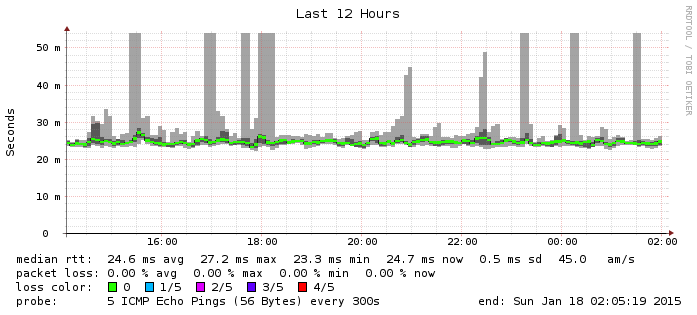 Last 12 Hours
RRDTOOL / TOBI OETIKER
Seconds
50 m
40 m
30 m
20 m
10 m
0
16:00 18:00 20:00 22:00 00:00 02:00
median rtt: 24.6 ms avg 27.2 ms max 23.3 ms min 24.7 ms now 0.5 ms sd 45.0 am/s
packet loss: 0.00 % avg 0.00 % max 0.00 % min 0.00 % now
loss color: 0 1/5 2/5 3/5 4/5
probe: 5 ICMP Echo Pings (56 Bytes) every 300s end: Sun Jan 18 02:05:19 2015